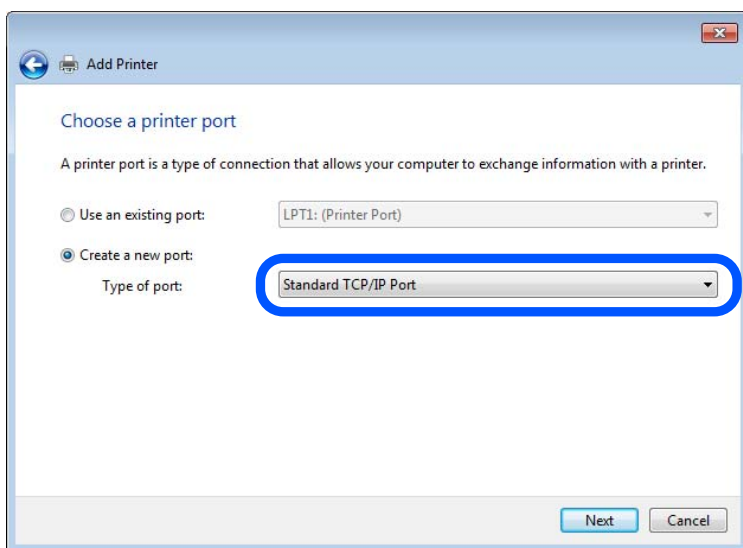 Add Printer
Choose a printer port
A printer port is a type of connection that allows your computer to exchange information with a printer.
Use an existing port: LPT1: (Printer Port)
Create a new port:
Type of port: Standard TCP/IP Port
Next Cancel